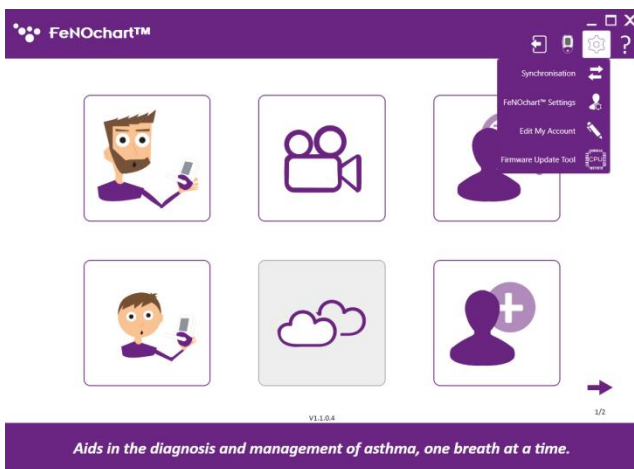 FeNOchart™
?
Synchronisation
FeNOchart™ Settings
Edit My Account
Firmware Update Tool
CPU
V1.1.0.4
1/2
Aids in the diagnosis and management of asthma, one breath at a time.